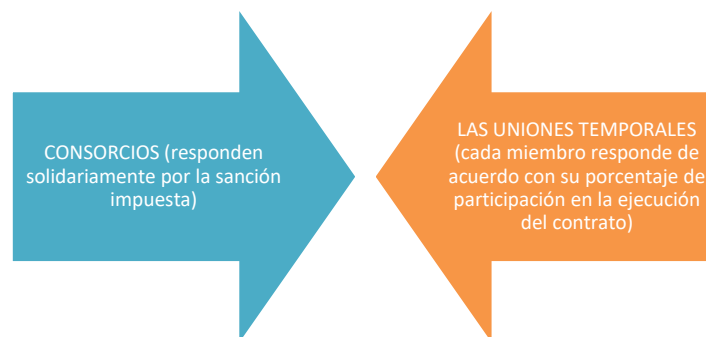 CONSORCIOS (responden
solidariamente por la sanción
impuesta)
LAS UNIONES TEMPORALES
(cada miembro responde de
acuerdo con su porcentaje de
participación en la ejecución
del contrato)